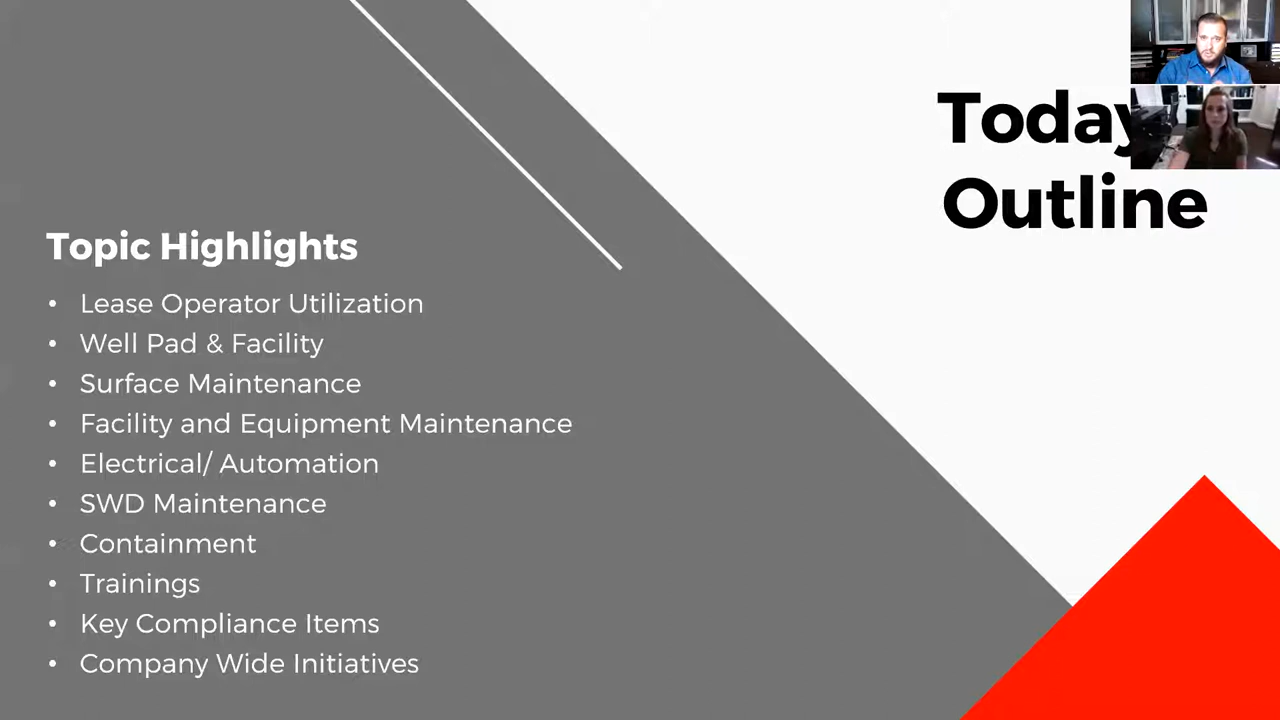 Outline
Topic Highlights
• Lease Operator Utilization
• Well Pad & Facility
• Surface Maintenance
• Facility and Equipment Maintenance
• Electrical/ Automation
• SWD Maintenance
• Containment
• Trainings
• Key Compliance Items
• Company Wide Initiatives